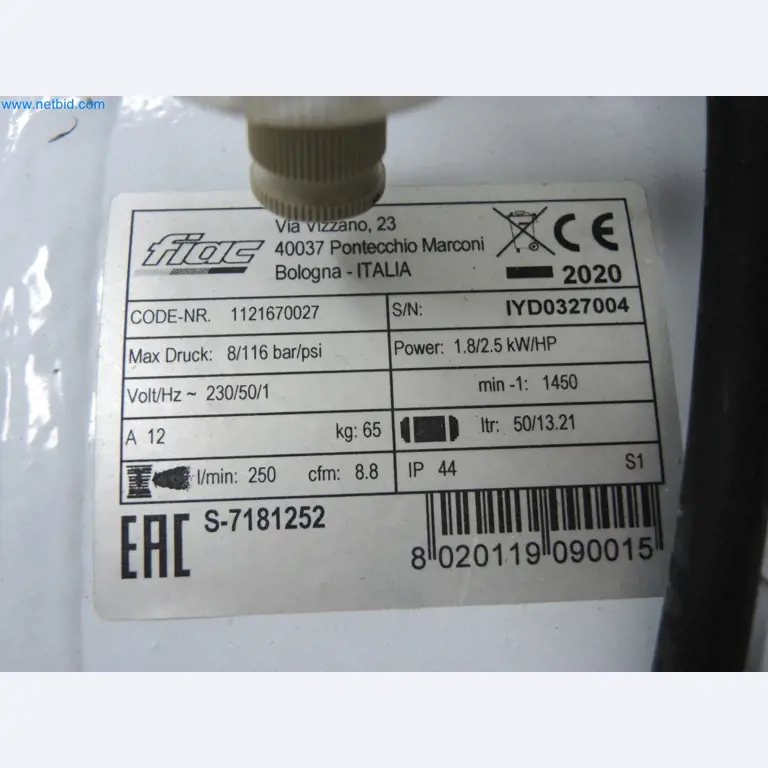 www.netbid.com
fiac
Via Vizzano, 23
40037 Pontecchio Marconi
Bologna - ITALIA
CE
2020
CODE-NR. 1121670027
S/N: IYD0327004
Max Druck: 8/116 bar/psi
Power: 1.8/2.5 kW/HP
Volt/Hz ~ 230/50/1
min -1: 1450
A 12 kg: 65
ltr: 50/13.21
l/min: 250 cfm: 8.8
IP 44 S1
EAC
S-7181252
8 020119 090015